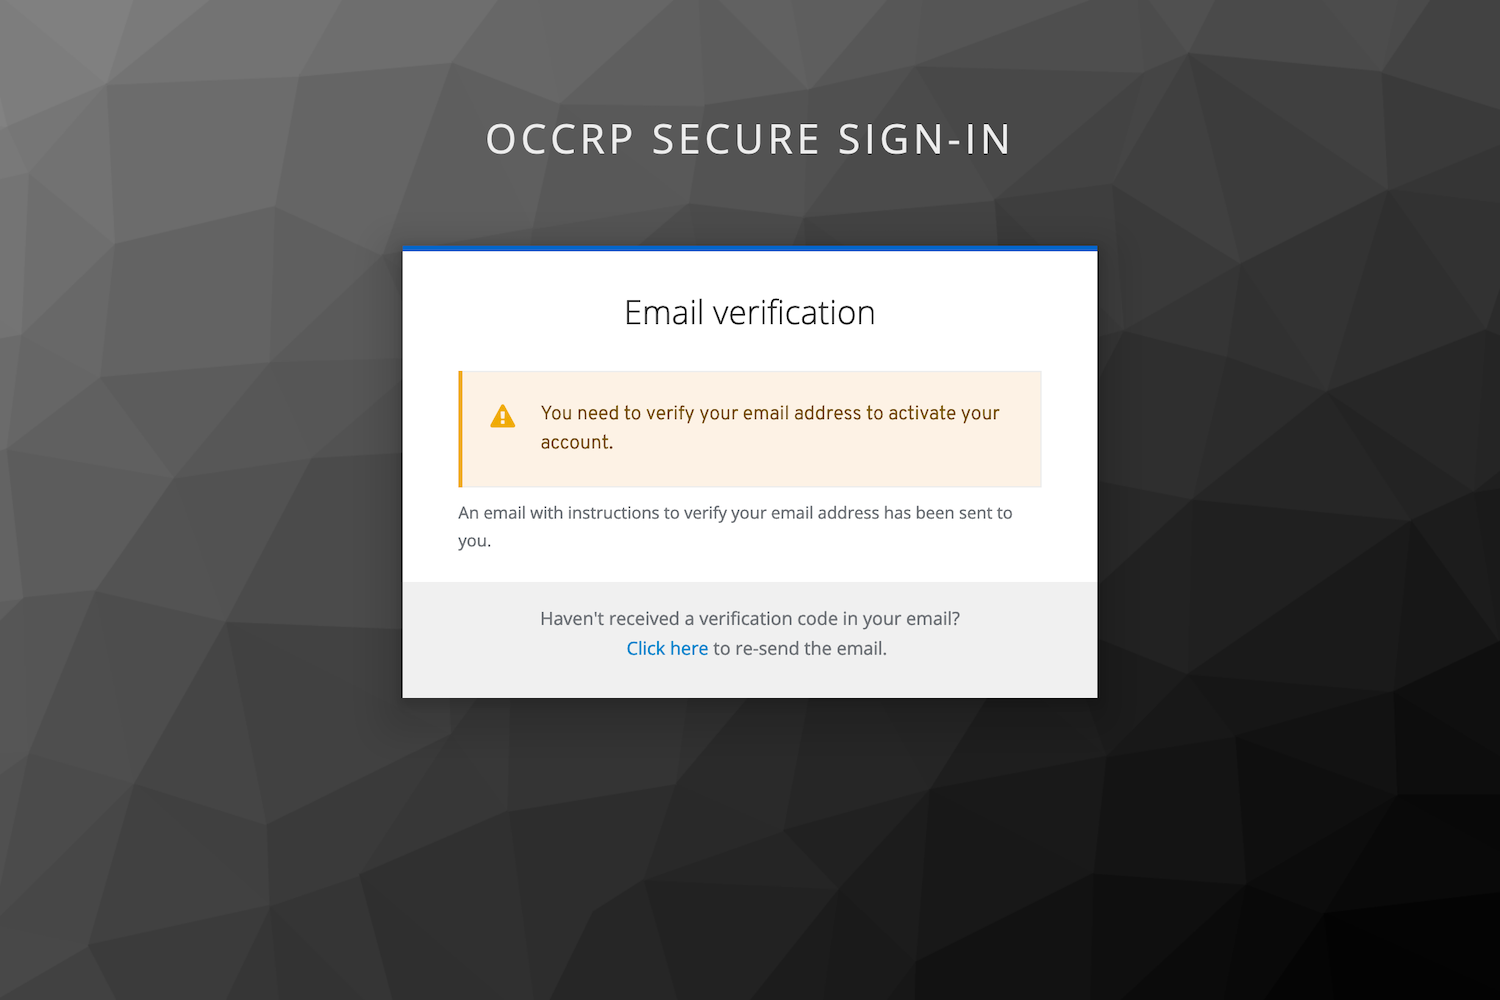 OCCRP SECURE SIGN-IN
Email verification
You need to verify your email address to activate your
account.
An email with instructions to verify your email address has been sent to
you.
Haven't received a verification code in your email?
Click here to re-send the email.